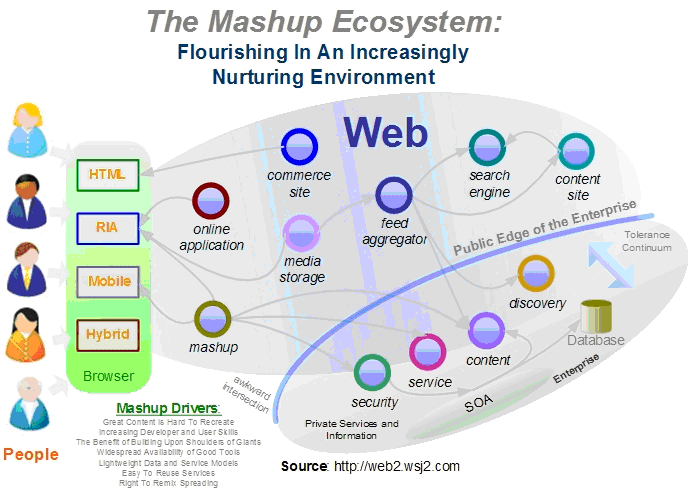 The Mashup Ecosystem:
Flourishing In An Increasingly
Nurturing Environment
Web
HTML
RIA
Mobile
Hybrid
Browser
People
commerce
site
online
application
media
storage
feed
aggregator
search
engine
content
site
mashup
Public Edge of the Enterprise
Tolerance
Continuum
discovery
Database
content
service
security
SOA
Enterprise
awkward
intersection
Private Services and
Information
Mashup Drivers:
Great Content is Hard To Recreate
Increasing Developer and User Skills
The Benefit of Building Upon Shoulders of Giants
Widespread Availability of Good Tools
Lightweight Data and Service Models
Easy To Reuse Services
Right To Remix Spreading
Source: http://web2.wsj2.com